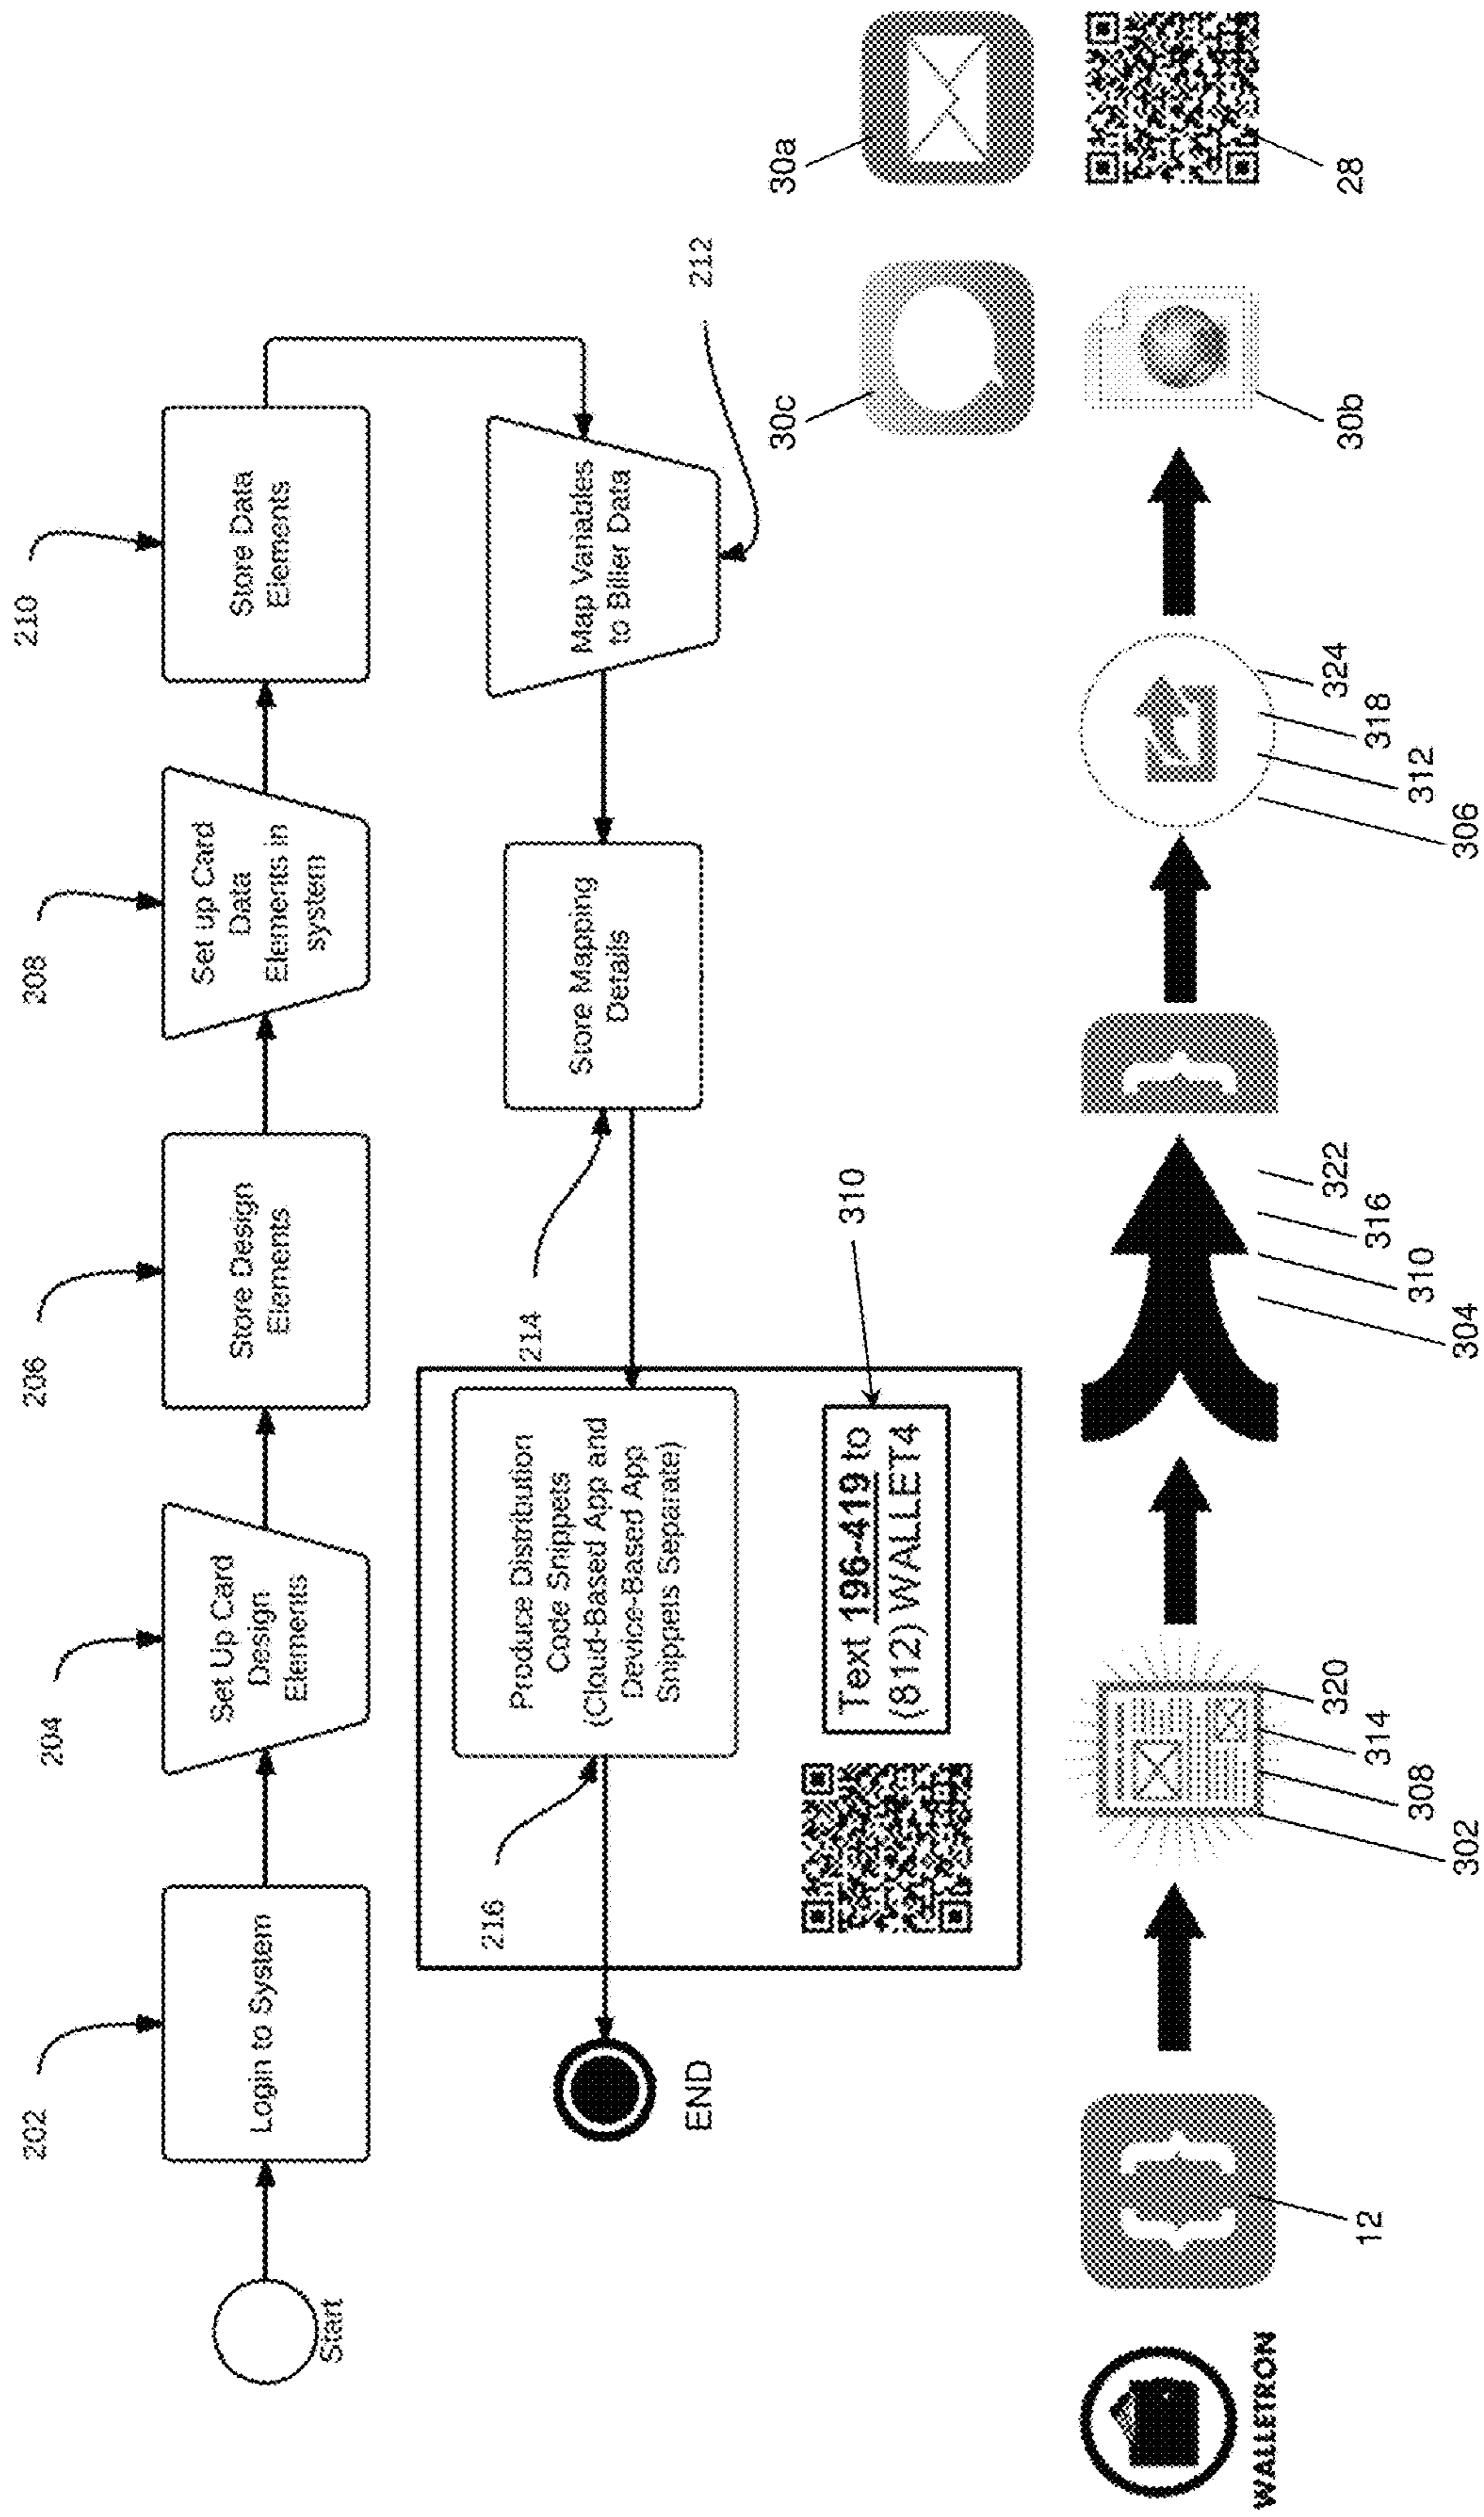 202
204
206
208
210
Start
Login to System
Set Up Card
Design
Elements
Store Design
Elements
Set up Card
Data
Elements in
system
Store Data
Elements
212
Map Variables
to Biller Data
Store Mapping
Details
214
Produce Distribution
Code Snippets
(Cloud-Based App and
Device-Based App
Snippets Separate)
216
END
310
Text 196-419 to
(812) WALLET4
30c
30a
WALLETRON
12
302
308
314
320
304
310
316
322
306
312
318
324
30b
28